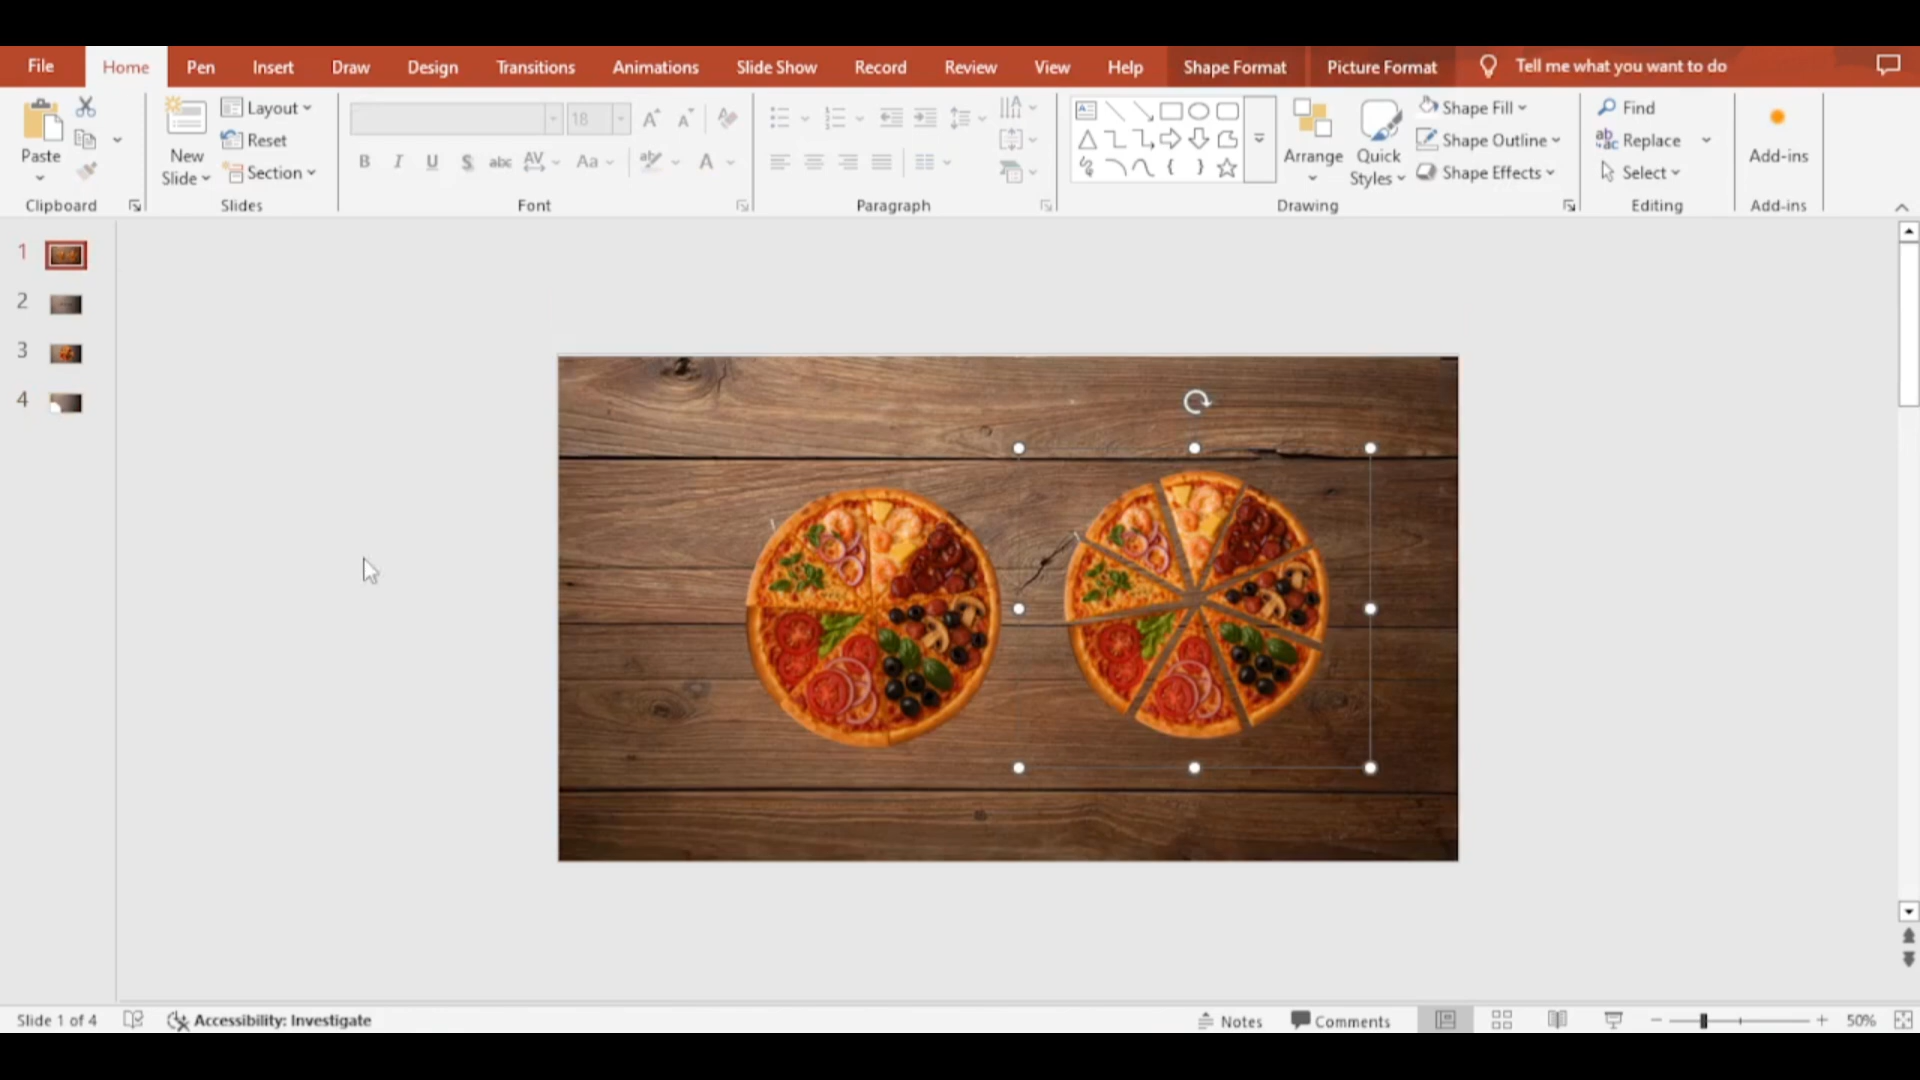 File Home Pen Insert Draw Design Transitions Animations Slide Show Record Review View Help Shape Format Picture Format Tell me what you want to do
Paste
Clipboard
New Slide
Layout
Reset
Section
Slides
18
B I U S abc AV Aa A
Font
Paragraph
Arrange
Quick Styles
Shape Fill
Shape Outline
Shape Effects
Drawing
Find
Replace
Select
Editing
Add-ins
Add-ins
1
2
3
4
Slide 1 of 4 Accessibility: Investigate Notes Comments 50%